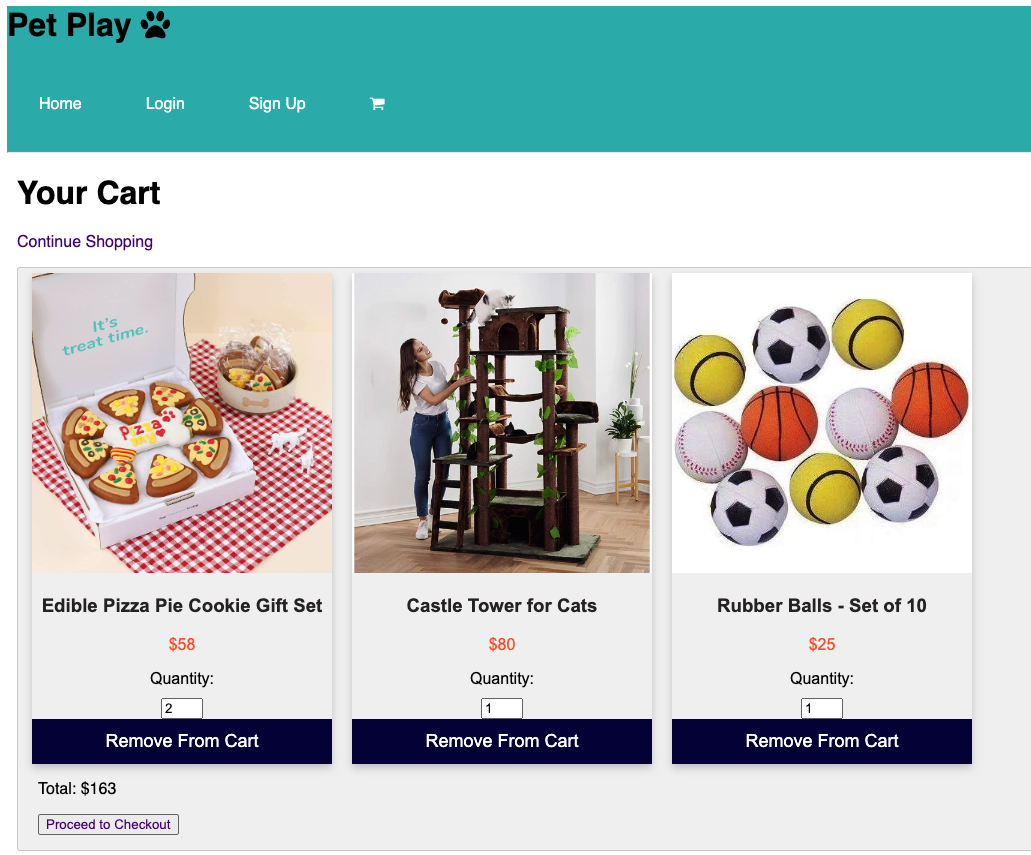 Pet Play
Home Login Sign Up
Your Cart
Continue Shopping
It's
treat time.
pizza
my
Edible Pizza Pie Cookie Gift Set
$58
Quantity:
2
Remove From Cart
Castle Tower for Cats
$80
Quantity:
1
Remove From Cart
Rubber Balls - Set of 10
$25
Quantity:
1
Remove From Cart
Total: $163
Proceed to Checkout